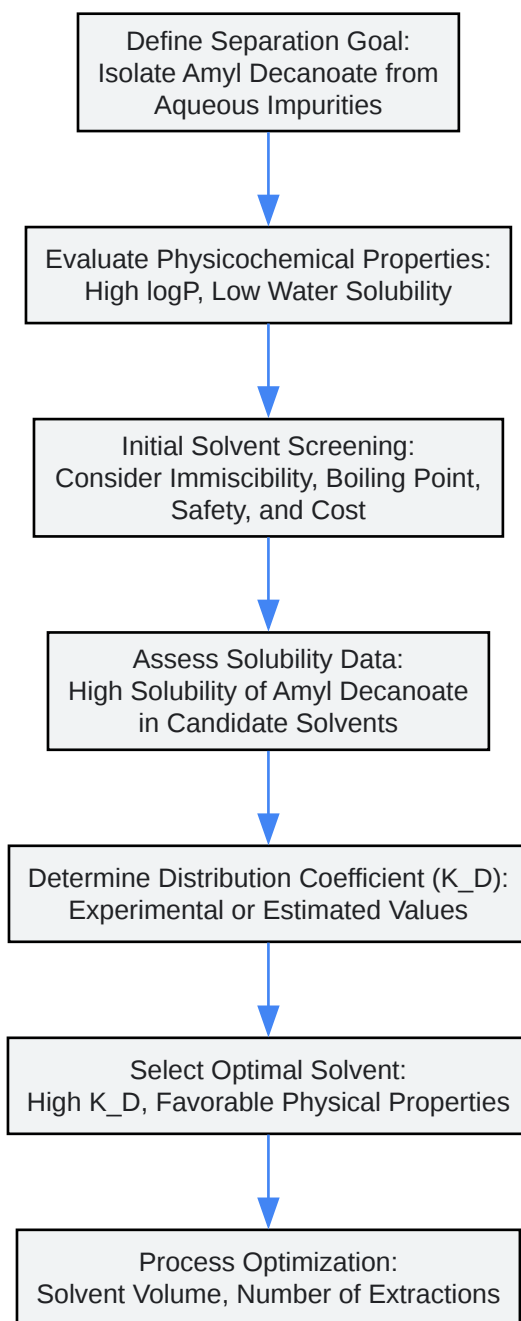 Define Separation Goal:
Isolate Amyl Decanoate from
Aqueous Impurities
Evaluate Physicochemical Properties:
High logP, Low Water Solubility
Initial Solvent Screening:
Consider Immiscibility, Boiling Point,
Safety, and Cost
Assess Solubility Data:
High Solubility of Amyl Decanoate
in Candidate Solvents
Determine Distribution Coefficient (K_D):
Experimental or Estimated Values
Select Optimal Solvent:
High K_D, Favorable Physical Properties
Process Optimization:
Solvent Volume, Number of Extractions